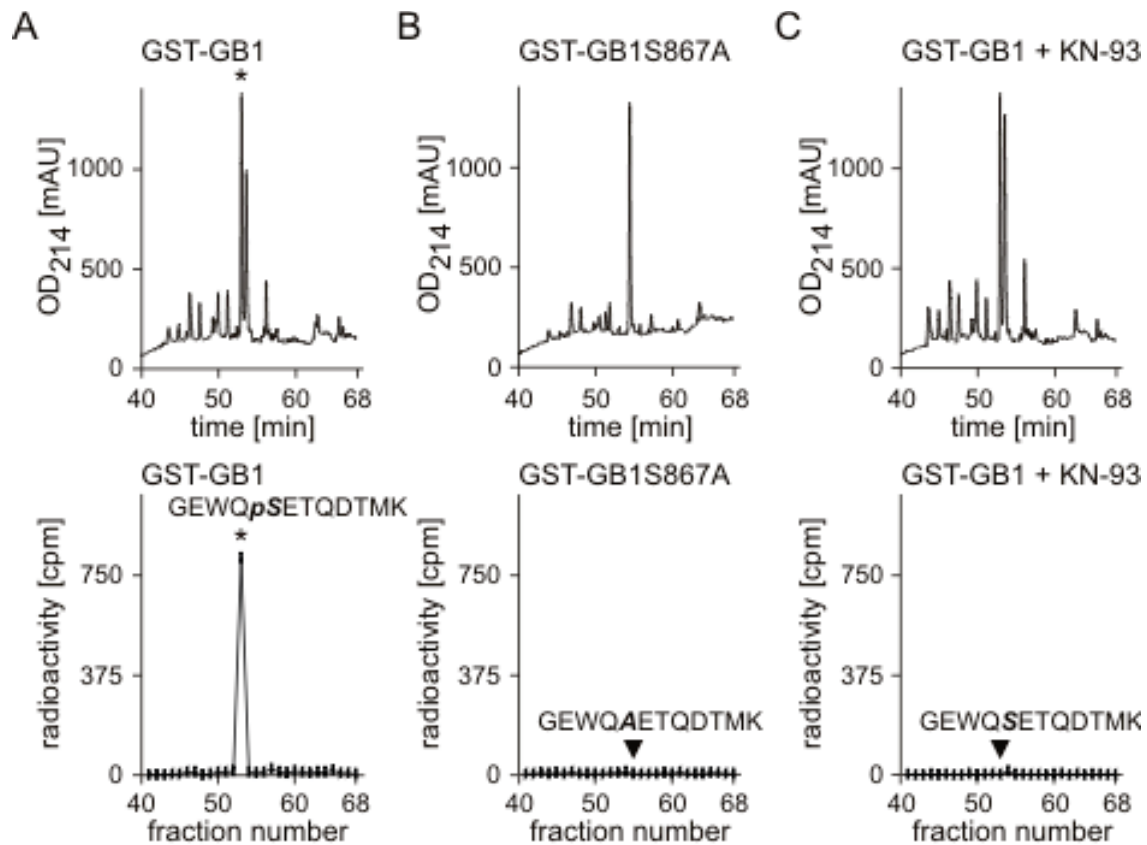 A
GST-GB1
*
OD214 [mAU]
1000
500
0
40 50 60 68
time [min]
B
GST-GB1S867A
OD214 [mAU]
1000
500
0
40 50 60 68
time [min]
C
GST-GB1 + KN-93
OD214 [mAU]
1000
500
0
40 50 60 68
time [min]
GST-GB1
GEWQpSETQDTMK
*
radioactivity [cpm]
750
375
0
40 50 60 68
fraction number
GST-GB1S867A
radioactivity [cpm]
750
375
GEWQAETQDTMK
0
40 50 60 68
fraction number
GST-GB1 + KN-93
radioactivity [cpm]
750
375
GEWQSETQDTMK
0
40 50 60 68
fraction number